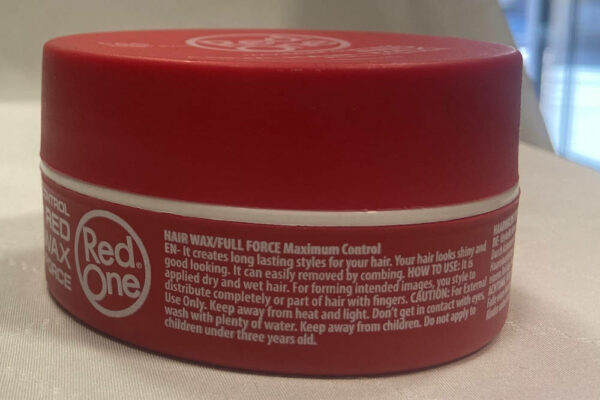 CONTROL
RED
WAX
FORCE
Red
One
HAIR WAX/FULL FORCE Maximum Control
EN- It creates long lasting styles for your hair. Your hair looks shiny and
good looking. It can easily removed by combing. HOW TO USE: It is
applied dry and wet hair. For forming intended images, you style to
distribute completely or part of hair with fingers. CAUTION: For External
Use Only. Keep away from heat and light. Don't get in contact with eyes,
wash with plenty of water. Keep away from children. Do not apply to
children under three years old.